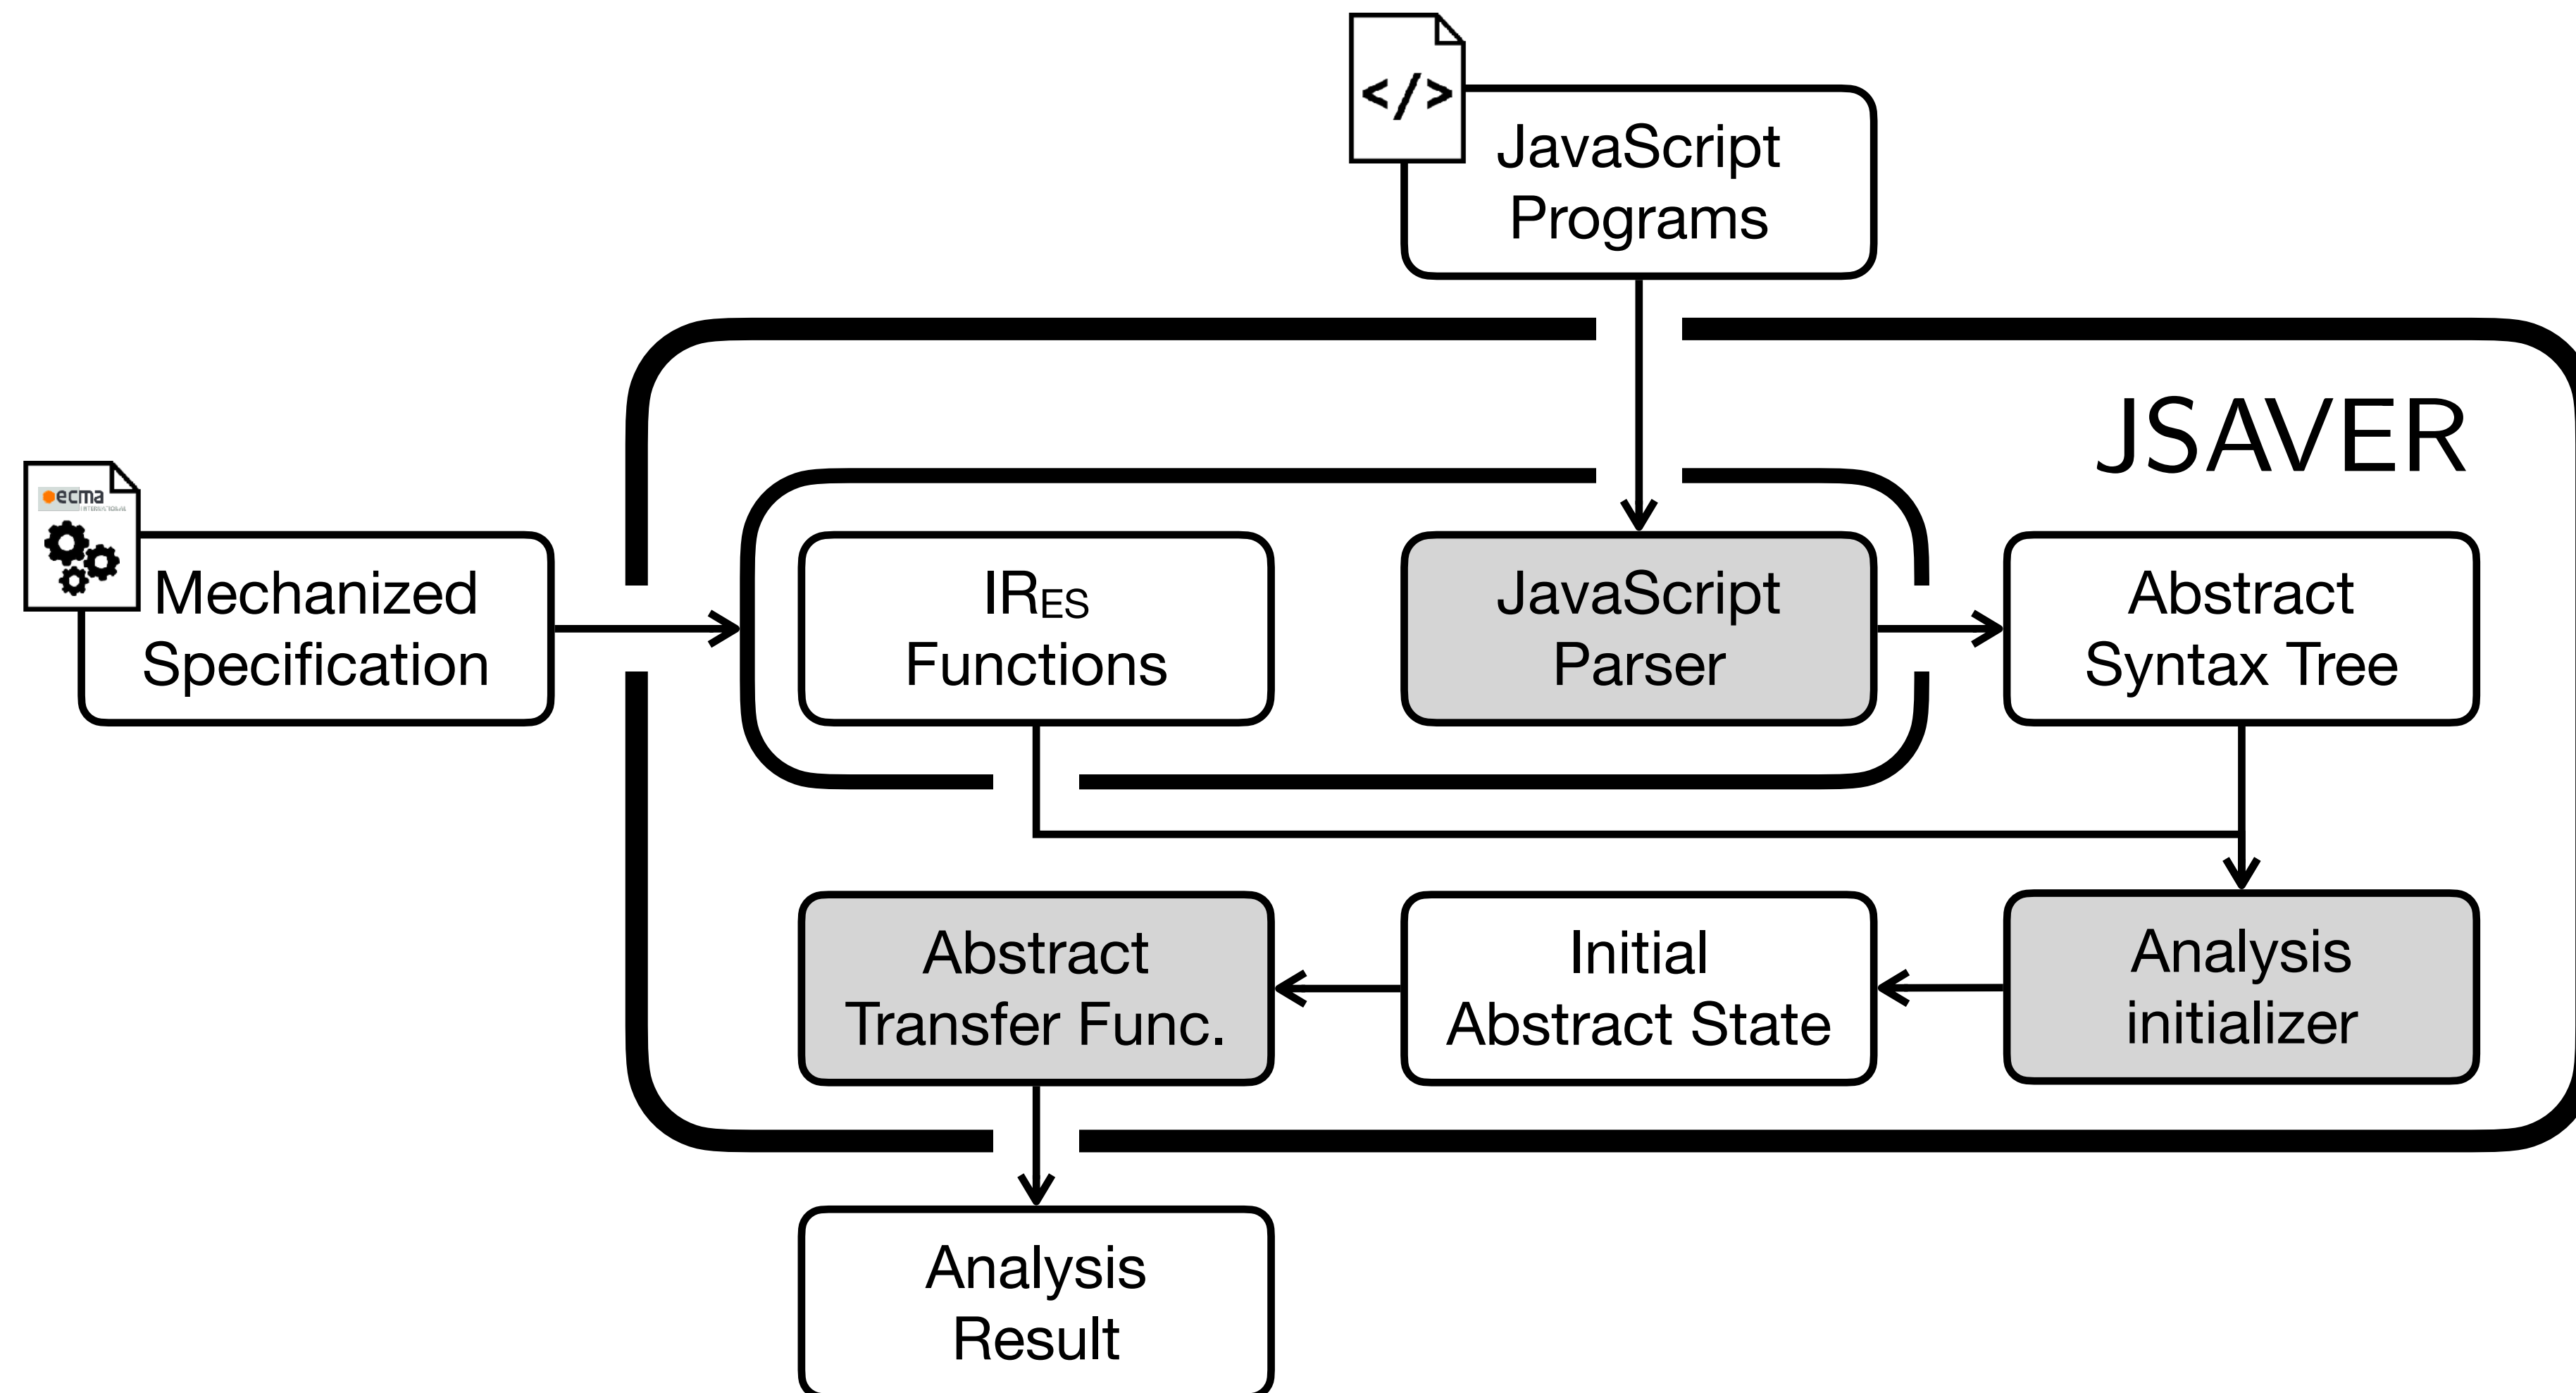 </>
JavaScript
Programs
JSAVER
ecma
Mechanized
Specification
IRES
Functions
JavaScript
Parser
Abstract
Syntax Tree
Abstract
Transfer Func.
Initial
Abstract State
Analysis
initializer
Analysis
Result